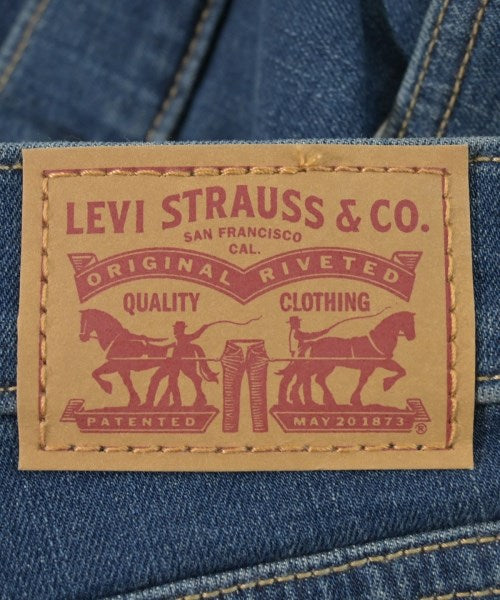 LEVI STRAUSS & CO.
SAN FRANCISCO
CAL.
ORIGINAL RIVETED
QUALITY CLOTHING
PATENTED MAY 20 1873
®